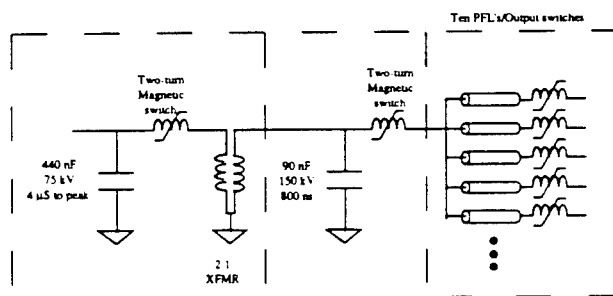 Ten PFL's/Output switches
Two-turn
Magnetic
switch
Two-turn
Magnetic
switch
440 nF
75 kV
4 µS to peak
90 nF
150 kV
800 ns
2:1
XFMR